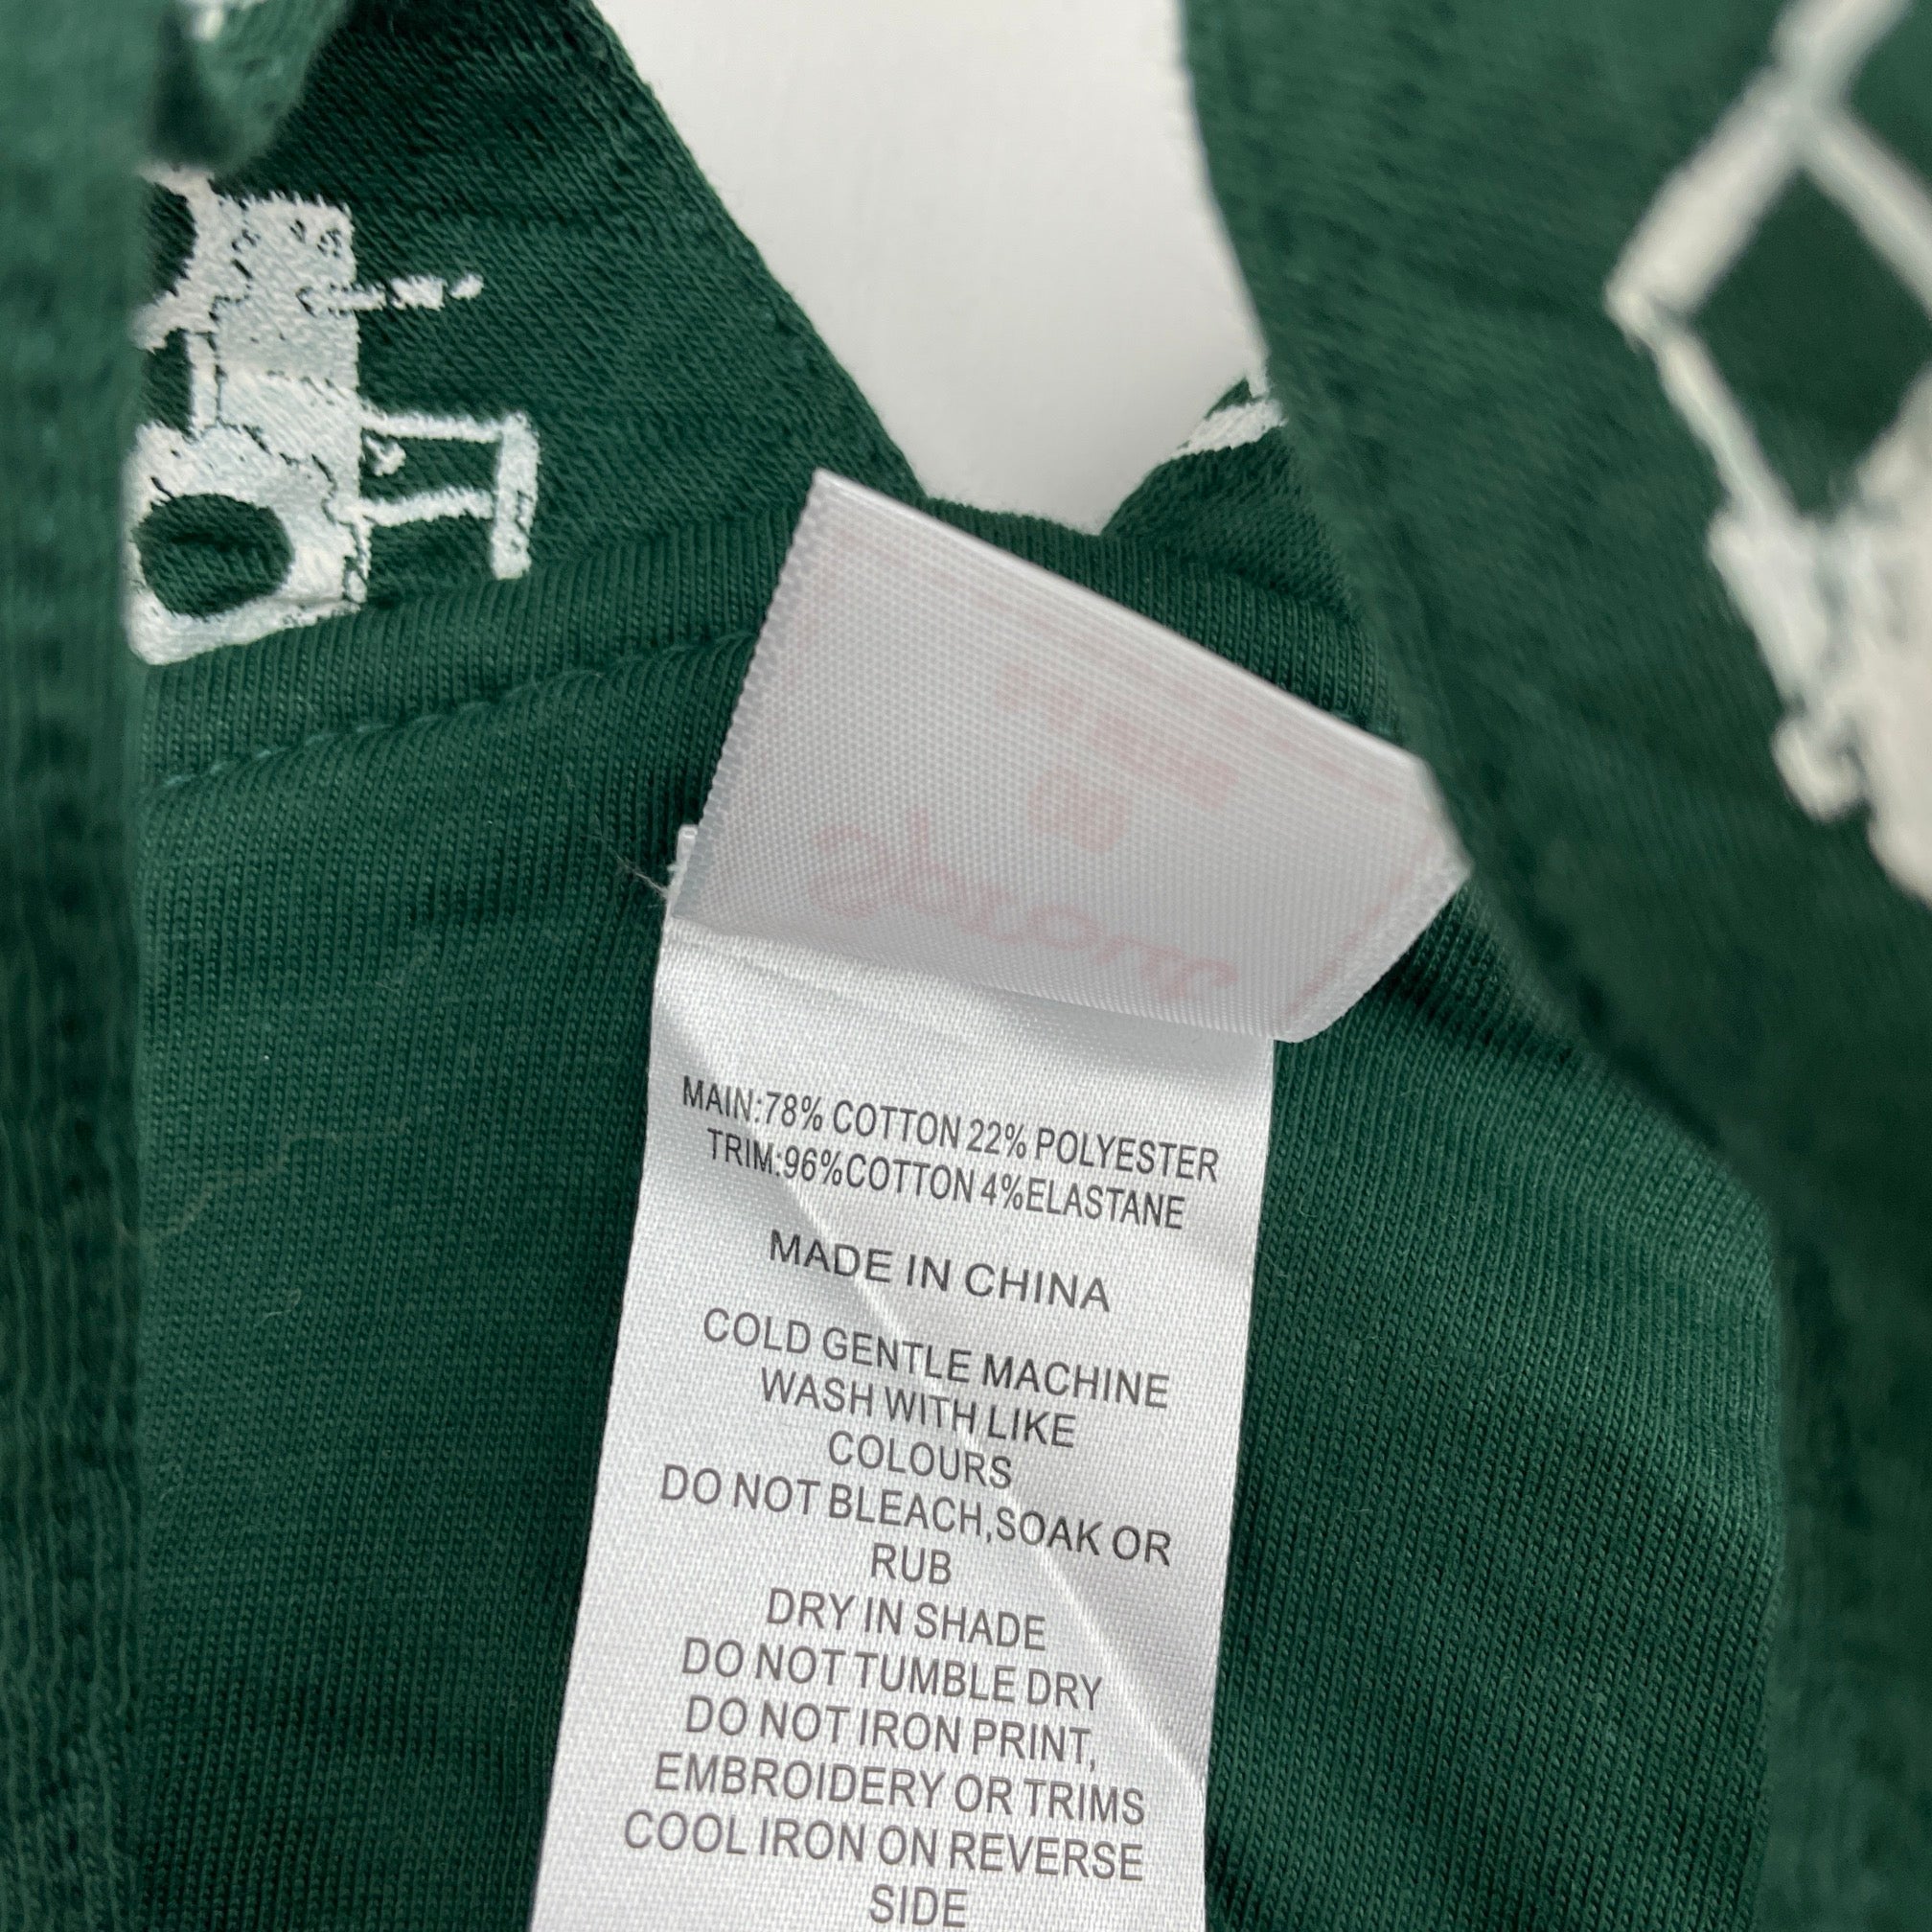 MAIN:78% COTTON 22% POLYESTER
TRIM:96%COTTON 4%ELASTANE
MADE IN CHINA
COLD GENTLE MACHINE
WASH WITH LIKE
COLOURS
DO NOT BLEACH,SOAK OR
RUB
DRY IN SHADE
DO NOT TUMBLE DRY
DO NOT IRON PRINT,
EMBROIDERY OR TRIMS
COOL IRON ON REVERSE
SIDE